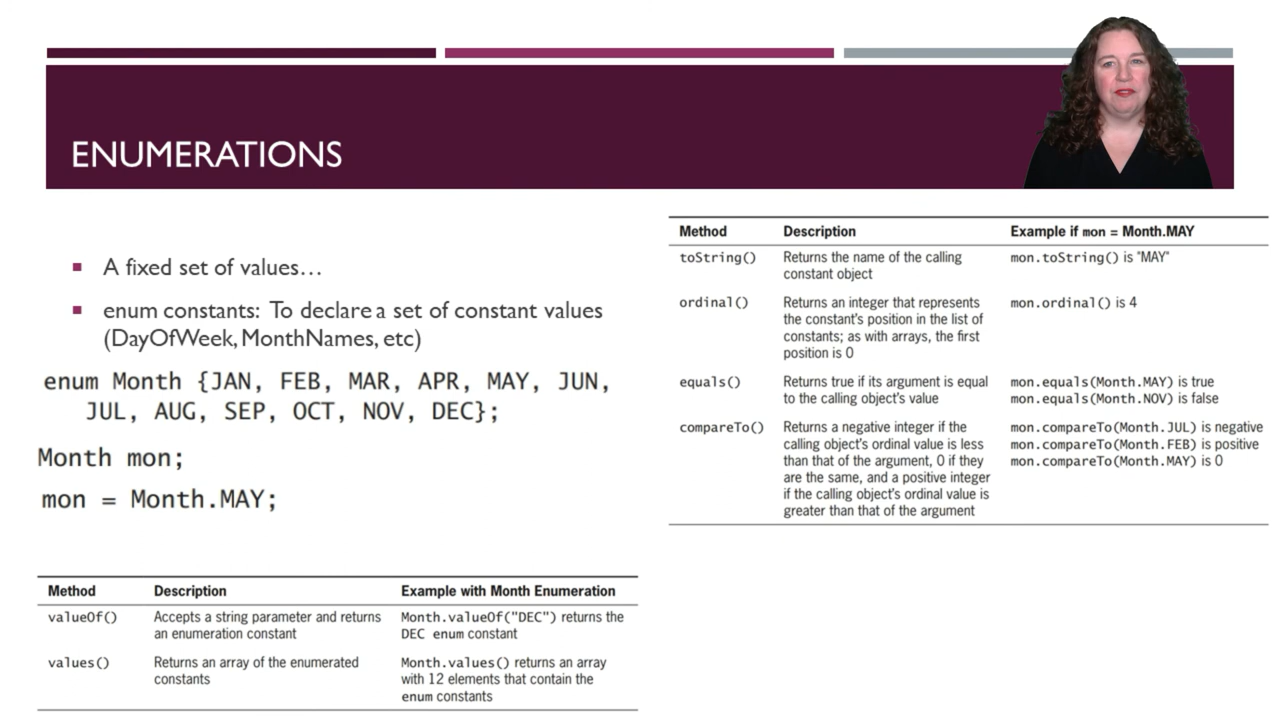 ENUMERATIONS
A fixed set of values…
enum constants: To declare a set of constant values
(DayOfWeek, MonthNames, etc)
enum Month {JAN, FEB, MAR, APR, MAY, JUN,
JUL, AUG, SEP, OCT, NOV, DEC};
Month mon;
mon = Month.MAY;
Method Description Example with Month Enumeration
valueOf() Accepts a string parameter and returns Month.valueOf("DEC") returns the
an enumeration constant DEC enum constant
values() Returns an array of the enumerated Month.values() returns an array
constants with 12 elements that contain the
enum constants
Method Description Example if mon = Month.MAY
toString() Returns the name of the calling mon.toString() is "MAY"
constant object
ordinal() Returns an integer that represents mon.ordinal() is 4
the constant's position in the list of
constants; as with arrays, the first
position is 0
equals() Returns true if its argument is equal mon.equals(Month.MAY) is true
to the calling object's value mon.equals(Month.NOV) is false
compareTo() Returns a negative integer if the mon.compareTo(Month.JUL) is negative
calling object's ordinal value is less mon.compareTo(Month.FEB) is positive
than that of the argument, 0 if they mon.compareTo(Month.MAY) is 0
are the same, and a positive integer
if the calling object's ordinal value is
greater than that of the argument